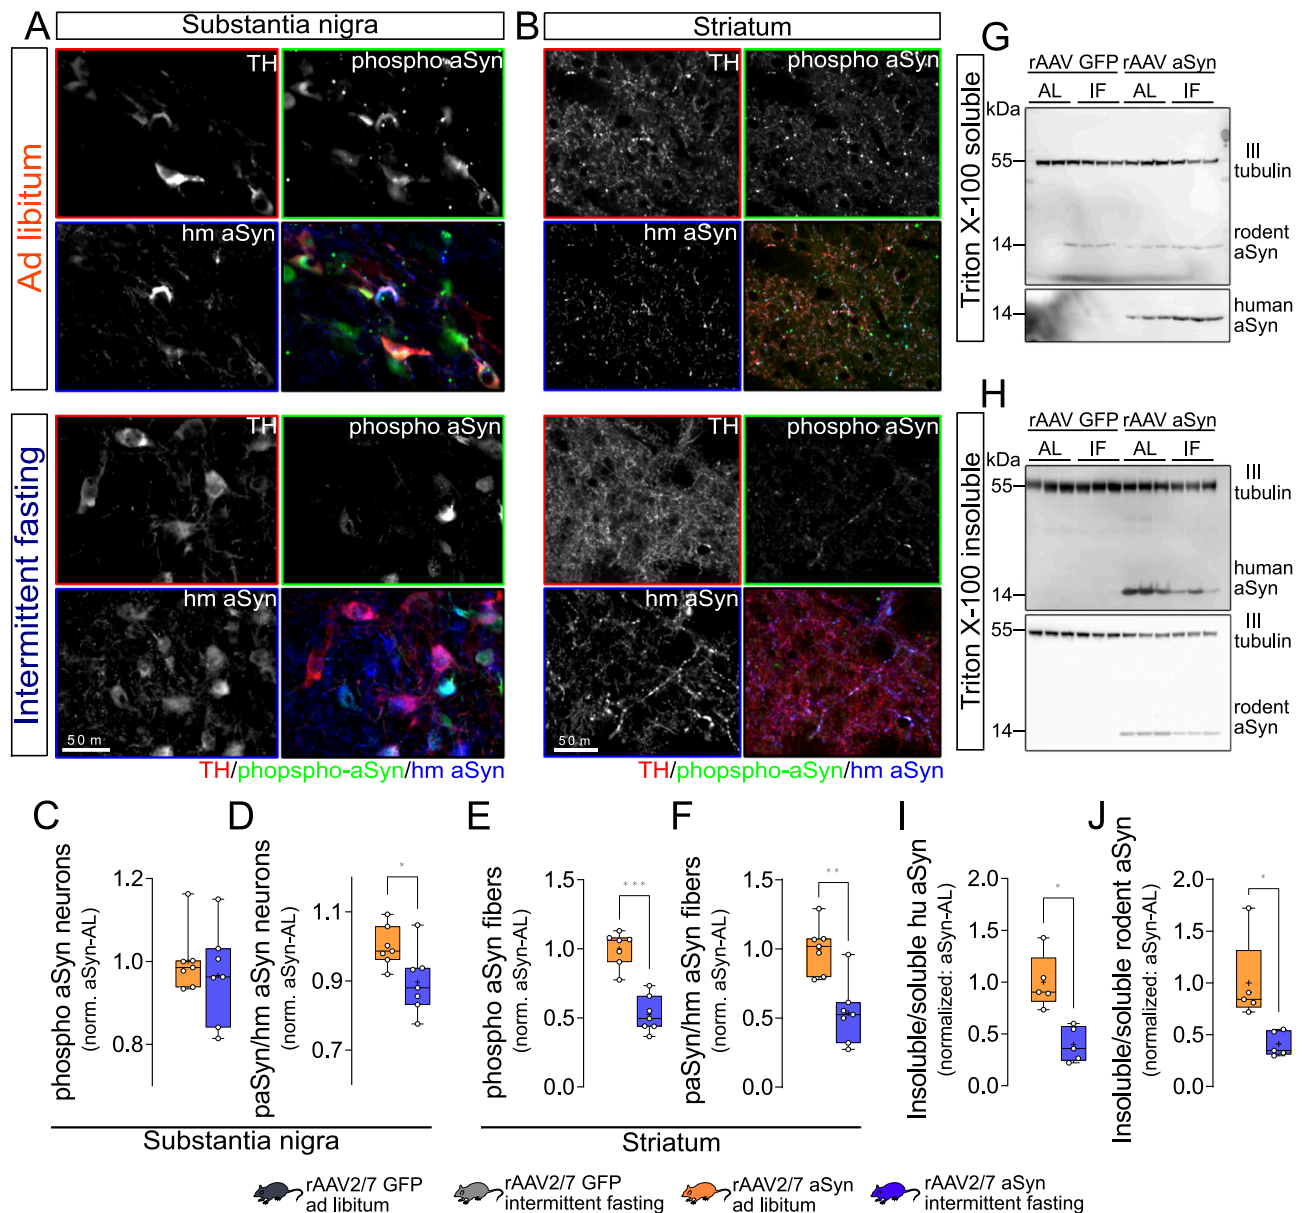 A
Substantia nigra
B
Striatum
G
Ad libitum
TH
phospho aSyn
hm aSyn
TH
phospho aSyn
hm aSyn
Triton X-100 soluble
rAAV GFP rAAV aSyn
AL IF AL IF
kDa
55
III
tubulin
14
rodent
aSyn
14
human
aSyn
Intermittent fasting
TH
phospho aSyn
hm aSyn
50 m
TH/phopspho-aSyn/hm aSyn
TH
phospho aSyn
hm aSyn
50 m
TH/phopspho-aSyn/hm aSyn
H
Triton X-100 insoluble
rAAV GFP rAAV aSyn
AL IF AL IF
kDa
55
III
tubulin
human
aSyn
14
55
III
tubulin
rodent
aSyn
14
C
phospho aSyn neurons
(norm. aSyn-AL)
1.2
1.0
0.8
D
paSyn/hm aSyn neurons
(norm. aSyn-AL)
1.1
0.9
0.7
*
Substantia nigra
E
phospho aSyn fibers
(norm. aSyn-AL)
1.5
1.0
0.5
0.0
***
F
paSyn/hm aSyn fibers
(norm. aSyn-AL)
1.5
1.0
0.5
0.0
**
Striatum
I
Insoluble/soluble hu aSyn
(normalized: aSyn-AL)
2.0
1.5
1.0
0.5
0.0
*
J
Insoluble/soluble rodent aSyn
(normalized: aSyn-AL)
2.0
1.5
1.0
0.5
0.0
*
rAAV2/7 GFP
ad libitum
rAAV2/7 GFP
intermittent fasting
rAAV2/7 aSyn
ad libitum
rAAV2/7 aSyn
intermittent fasting